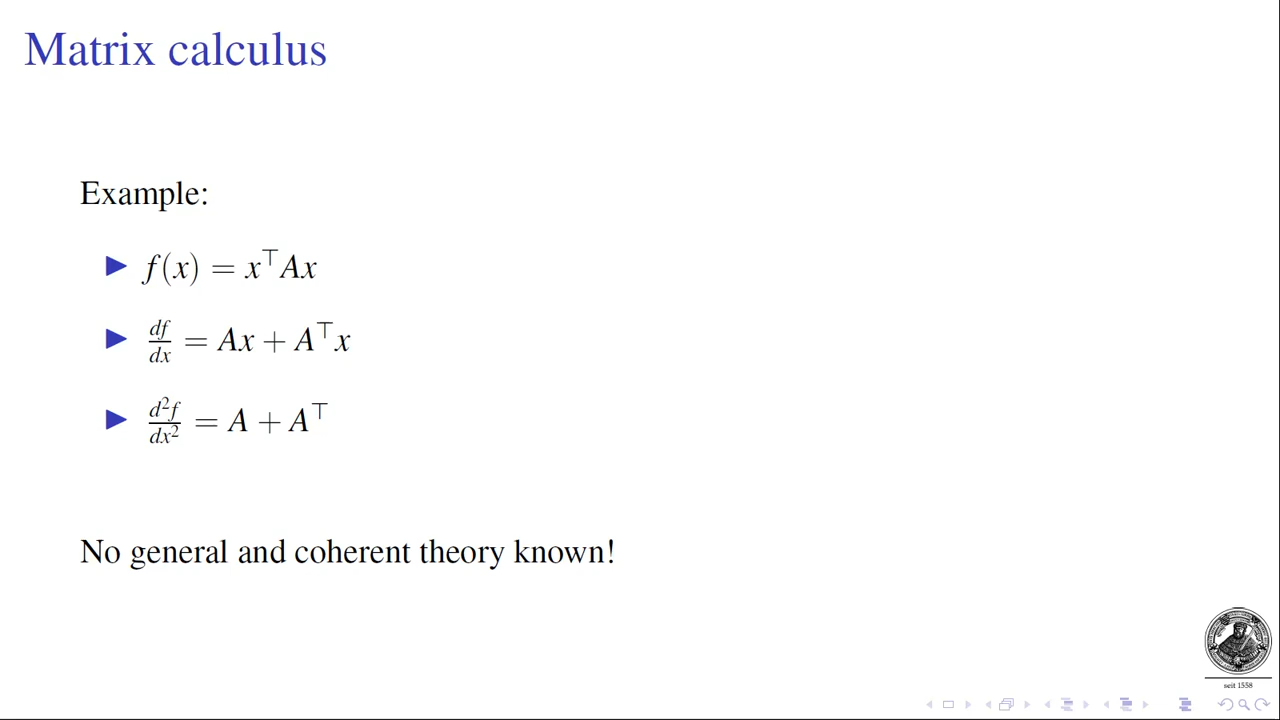 Matrix calculus
Example:
▶ f(x) = x⊤Ax
▶ df/dx = Ax + A⊤x
▶ d²f/dx² = A + A⊤
No general and coherent theory known!
seit 1558